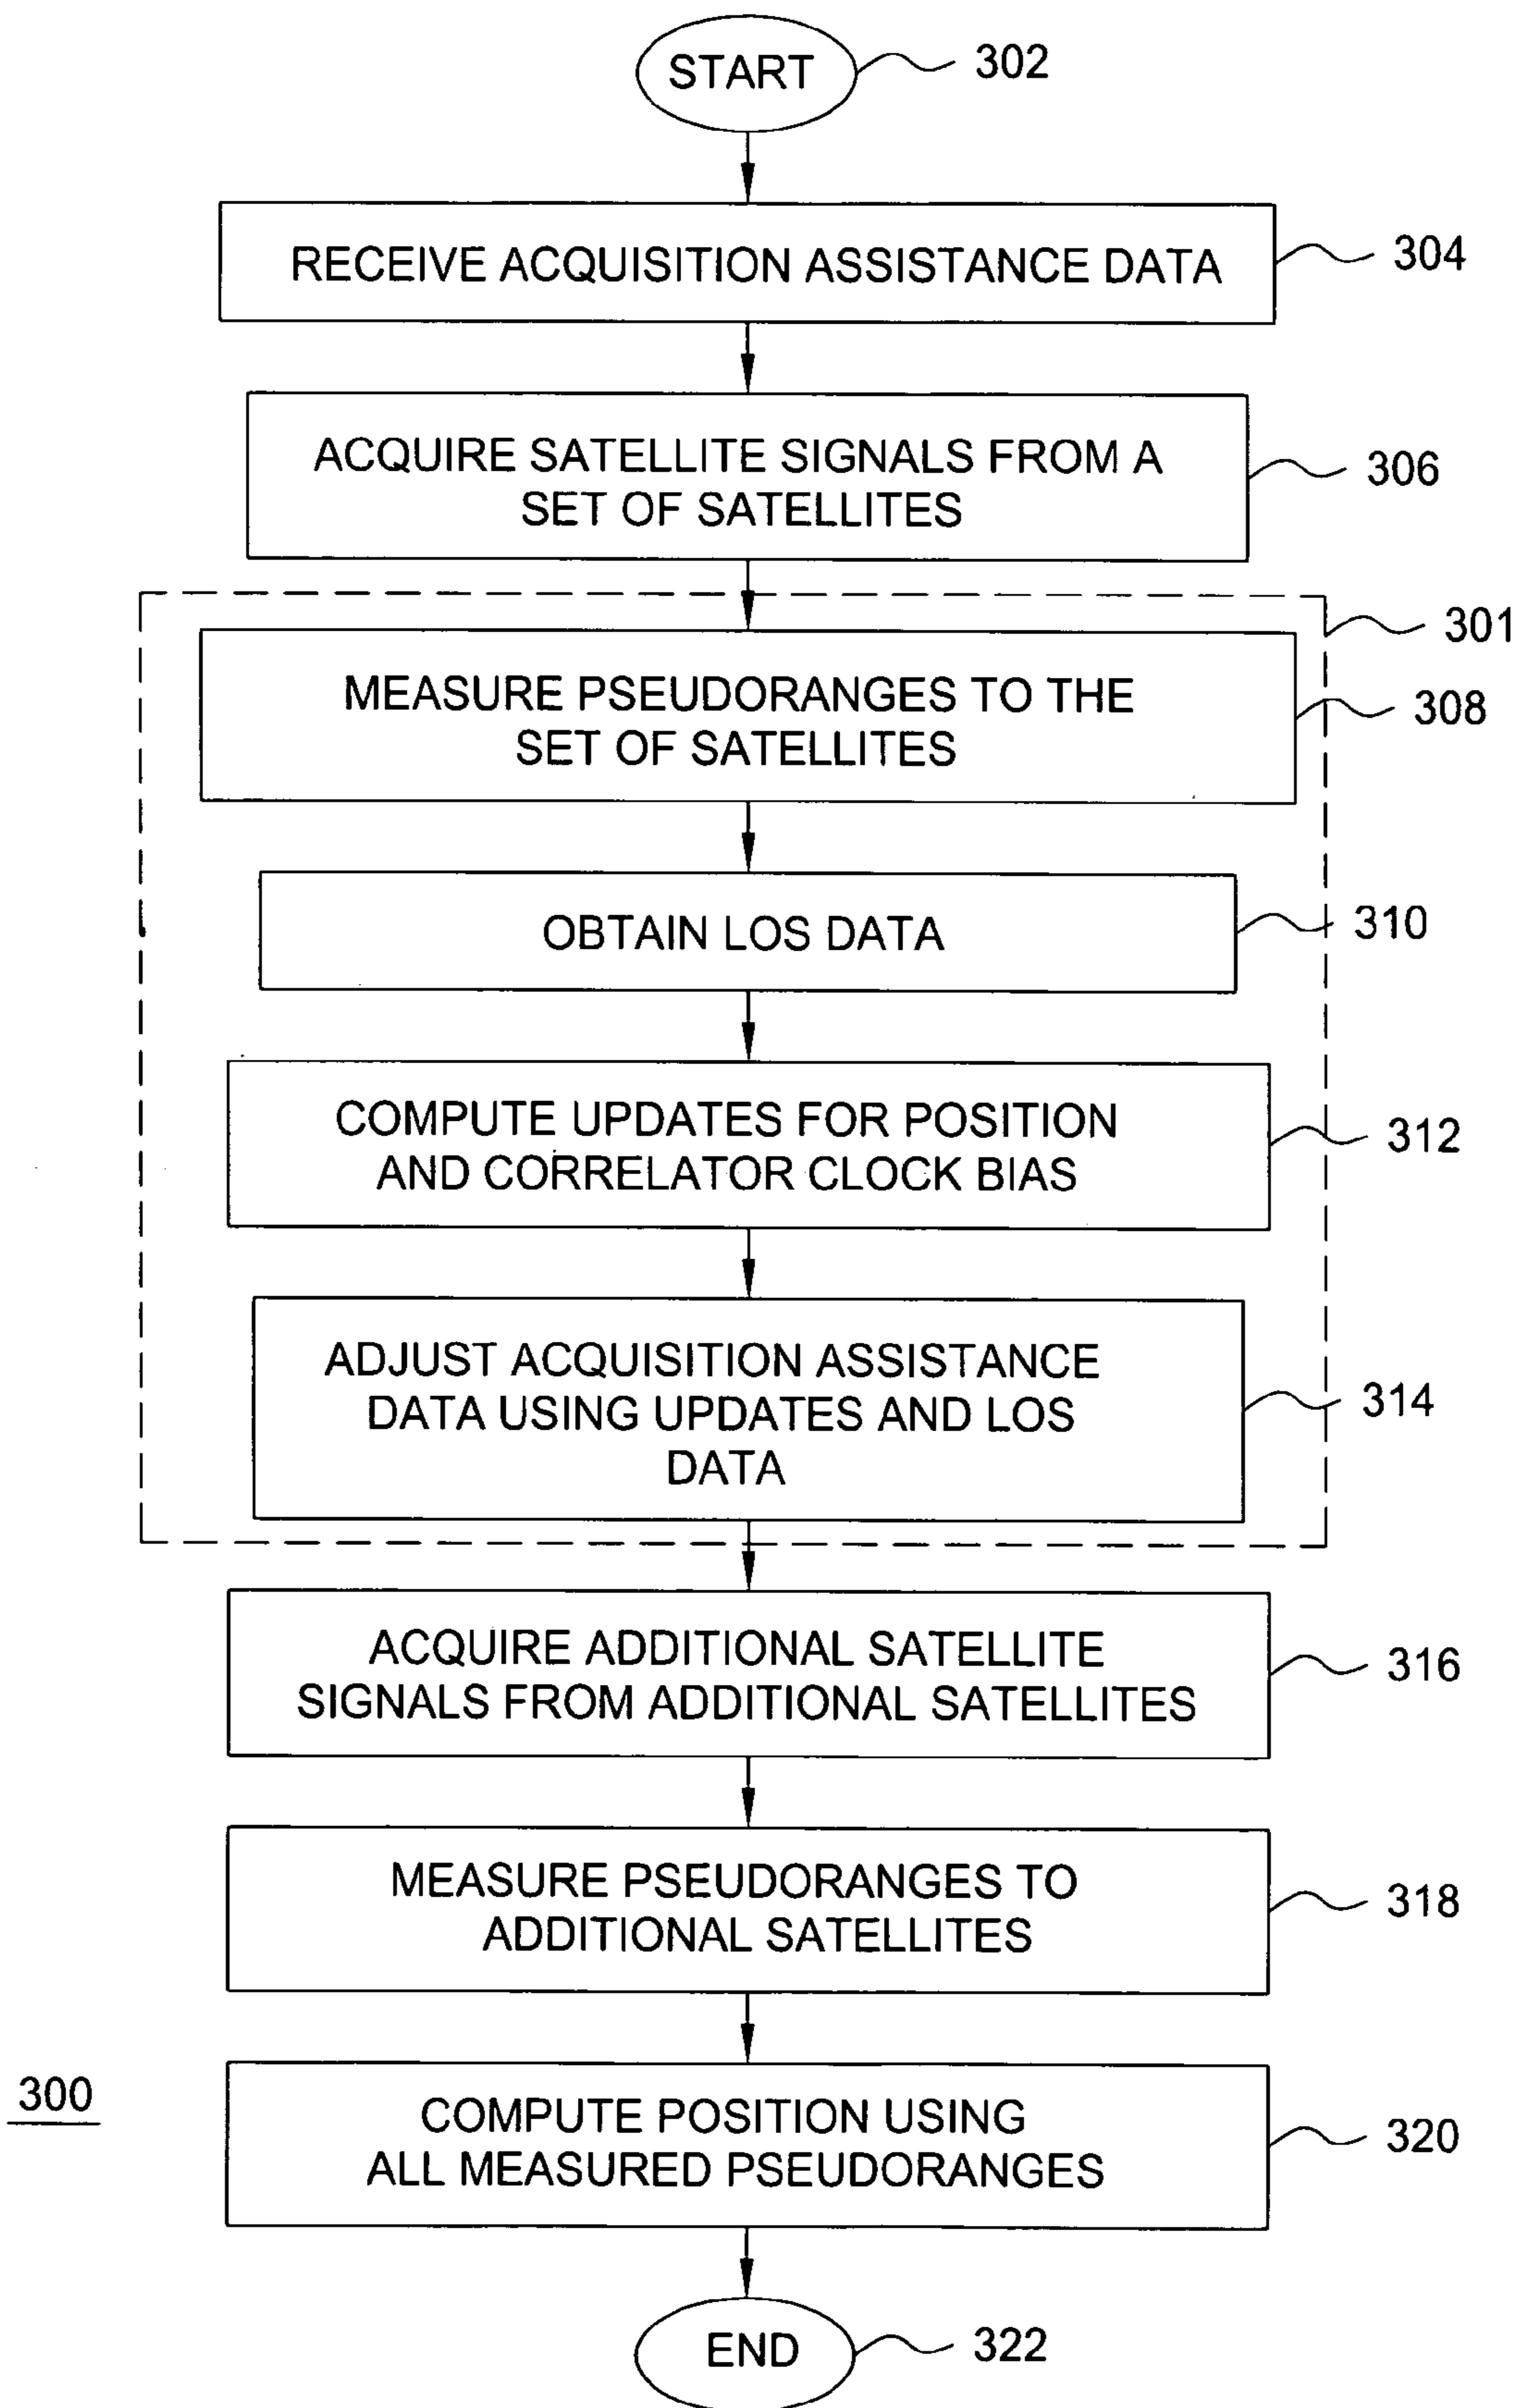 START
302
RECEIVE ACQUISITION ASSISTANCE DATA
304
ACQUIRE SATELLITE SIGNALS FROM A
SET OF SATELLITES
306
301
MEASURE PSEUDORANGES TO THE
SET OF SATELLITES
308
OBTAIN LOS DATA
310
COMPUTE UPDATES FOR POSITION
AND CORRELATOR CLOCK BIAS
312
ADJUST ACQUISITION ASSISTANCE
DATA USING UPDATES AND LOS
DATA
314
ACQUIRE ADDITIONAL SATELLITE
SIGNALS FROM ADDITIONAL SATELLITES
316
MEASURE PSEUDORANGES TO
ADDITIONAL SATELLITES
318
300
COMPUTE POSITION USING
ALL MEASURED PSEUDORANGES
320
END
322